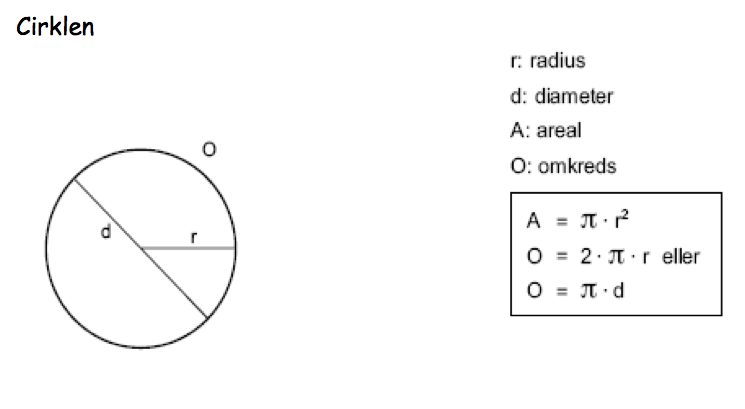 Cirklen
r: radius
d: diameter
A: areal
O: omkreds
O
d
r
A = π · r²
O = 2 · π · r eller
O = π · d